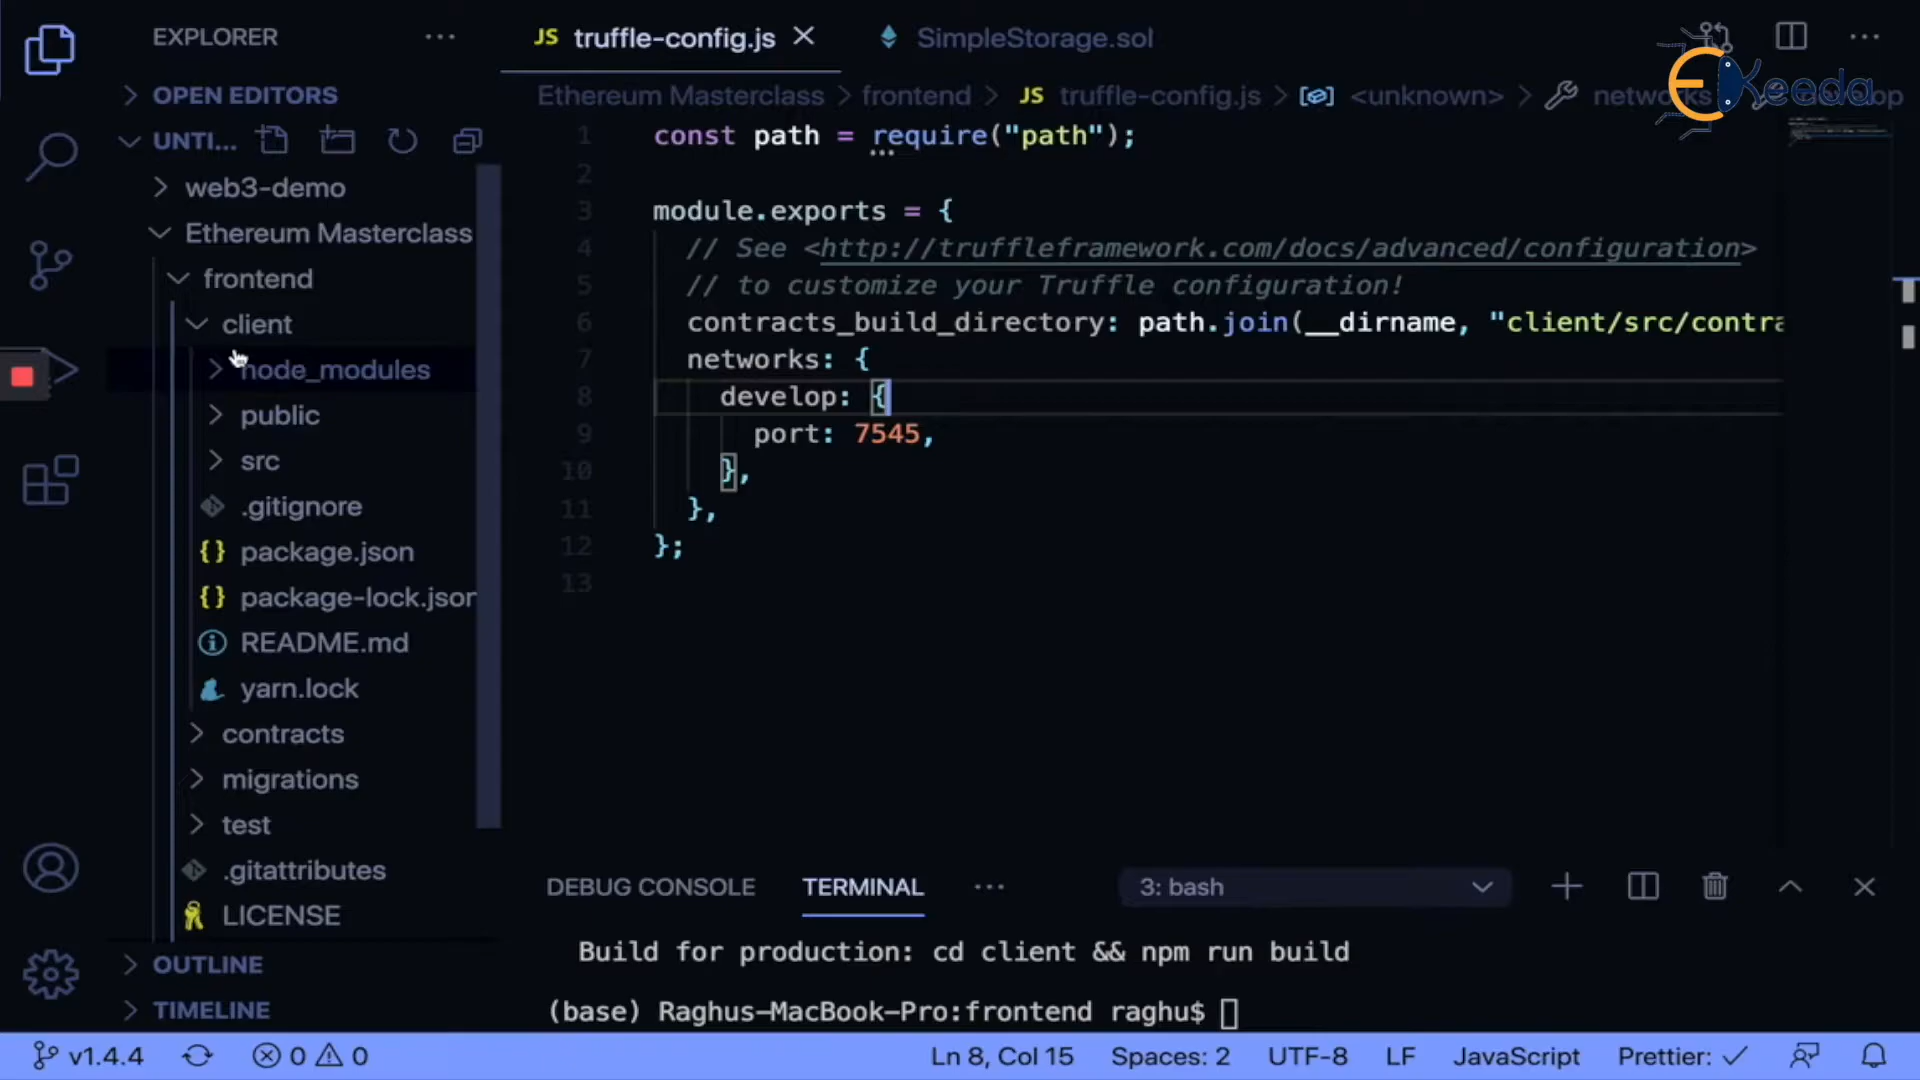 EXPLORER
JS truffle-config.js
SimpleStorage.sol
OPEN EDITORS
Ethereum Masterclass > frontend > JS truffle-config.js > <unknown> > networks
EKeeda
UNTI...
web3-demo
Ethereum Masterclass
frontend
client
node_modules
public
src
.gitignore
package.json
package-lock.json
README.md
yarn.lock
contracts
migrations
test
.gitattributes
LICENSE
OUTLINE
TIMELINE
1 const path = require("path");
2
3 module.exports = {
4 // See <http://truffleframework.com/docs/advanced/configuration>
5 // to customize your Truffle configuration!
6 contracts_build_directory: path.join(__dirname, "client/src/contra
7 networks: {
8 develop: {
9 port: 7545,
10 },
11 },
12 };
13
DEBUG CONSOLE TERMINAL 3: bash
Build for production: cd client && npm run build
(base) Raghus-MacBook-Pro:frontend raghu$
v1.4.4 0 0 Ln 8, Col 15 Spaces: 2 UTF-8 LF JavaScript Prettier: ✓